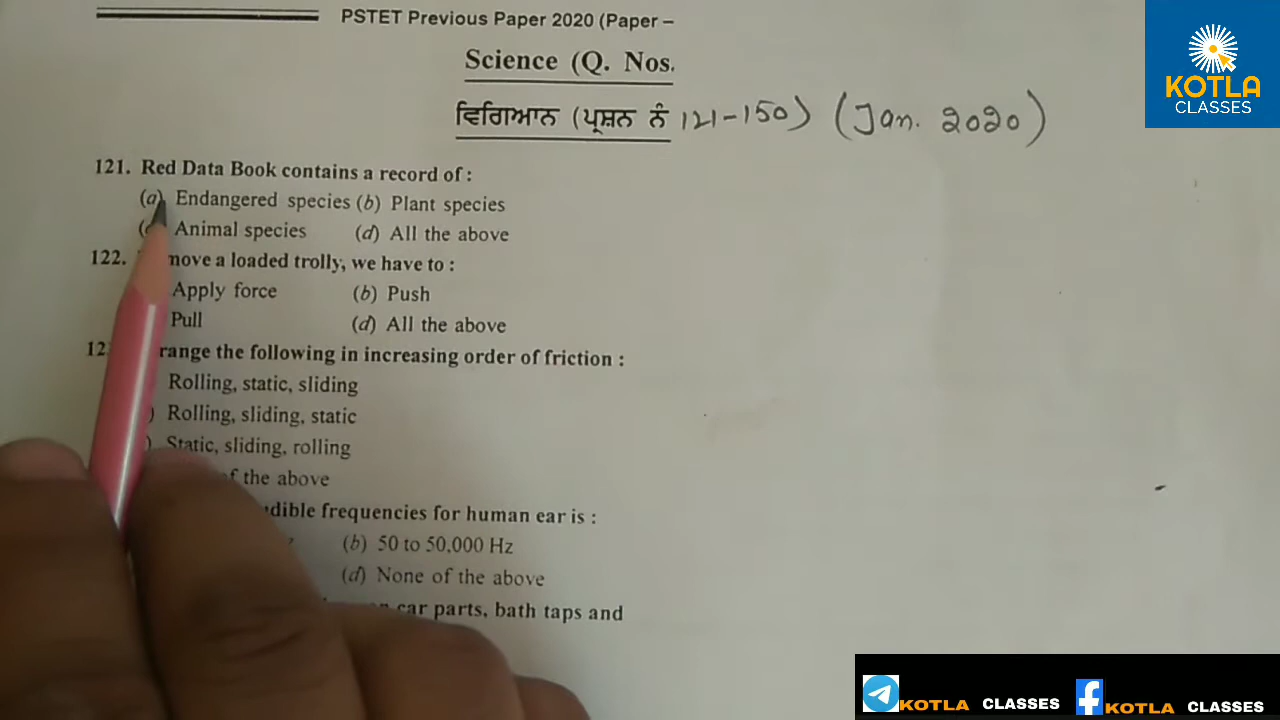 PSTET Previous Paper 2020 (Paper –
Science (Q. Nos.
ਵਿਗਿਆਨ (ਪ੍ਰਸ਼ਨ ਨੰ 121-150) (Jan. 2020)
KOTLA
CLASSES
121. Red Data Book contains a record of :
(a) Endangered species (b) Plant species
Animal species (d) All the above
122. move a loaded trolly, we have to :
Apply force (b) Push
Pull (d) All the above
range the following in increasing order of friction :
Rolling, static, sliding
Rolling, sliding, static
Static, sliding, rolling
of the above
frequencies for human ear is :
(b) 50 to 50,000 Hz
(d) None of the above
car parts, bath taps and
KOTLA CLASSES KOTLA CLASSES